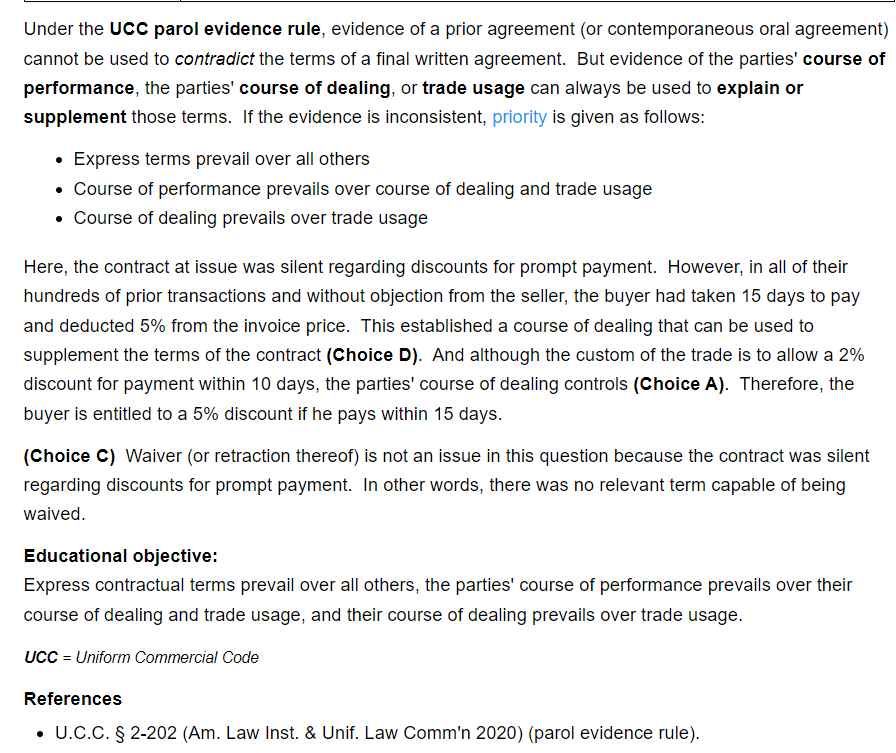 Under the UCC parol evidence rule, evidence of a prior agreement (or contemporaneous oral agreement)
cannot be used to contradict the terms of a final written agreement.  But evidence of the parties' course of
performance, the parties' course of dealing, or trade usage can always be used to explain or
supplement those terms.  If the evidence is inconsistent, priority is given as follows:
• Express terms prevail over all others
• Course of performance prevails over course of dealing and trade usage
• Course of dealing prevails over trade usage
Here, the contract at issue was silent regarding discounts for prompt payment.  However, in all of their
hundreds of prior transactions and without objection from the seller, the buyer had taken 15 days to pay
and deducted 5% from the invoice price.  This established a course of dealing that can be used to
supplement the terms of the contract (Choice D).  And although the custom of the trade is to allow a 2%
discount for payment within 10 days, the parties' course of dealing controls (Choice A).  Therefore, the
buyer is entitled to a 5% discount if he pays within 15 days.
(Choice C)  Waiver (or retraction thereof) is not an issue in this question because the contract was silent
regarding discounts for prompt payment.  In other words, there was no relevant term capable of being
waived.
Educational objective:
Express contractual terms prevail over all others, the parties' course of performance prevails over their
course of dealing and trade usage, and their course of dealing prevails over trade usage.
UCC = Uniform Commercial Code
References
• U.C.C. § 2-202 (Am. Law Inst. & Unif. Law Comm'n 2020) (parol evidence rule).